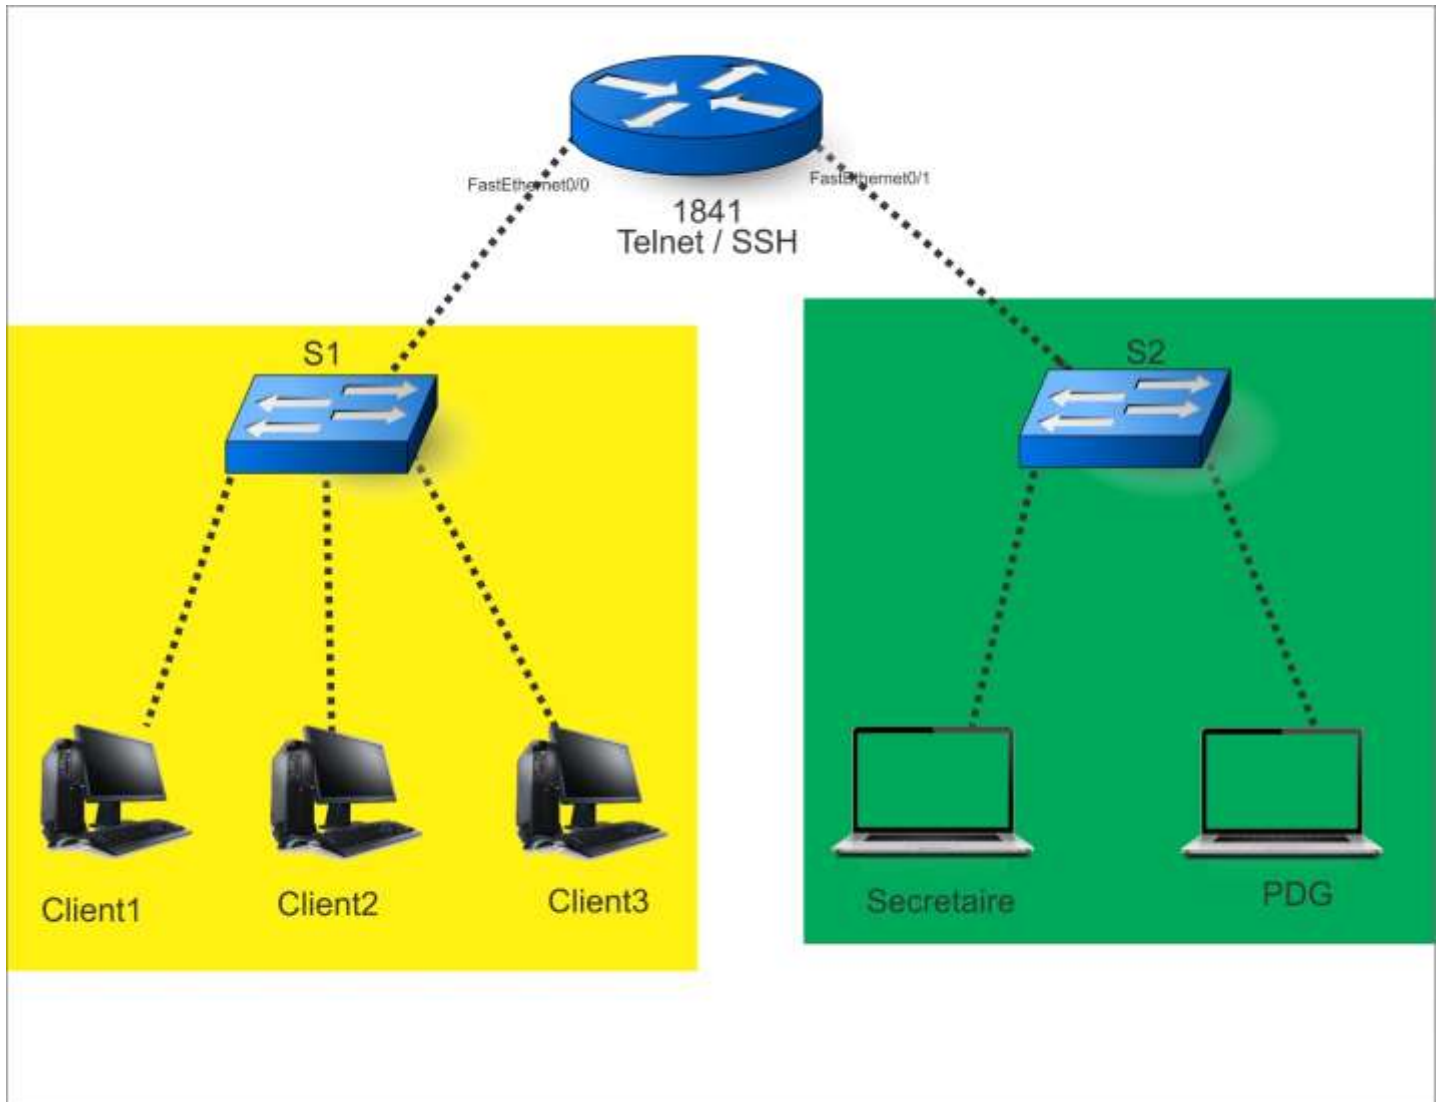 FastEthernet0/0
FastEthernet0/1
1841
Telnet / SSH
S1
S2
Client1
Client2
Client3
Secretaire
PDG